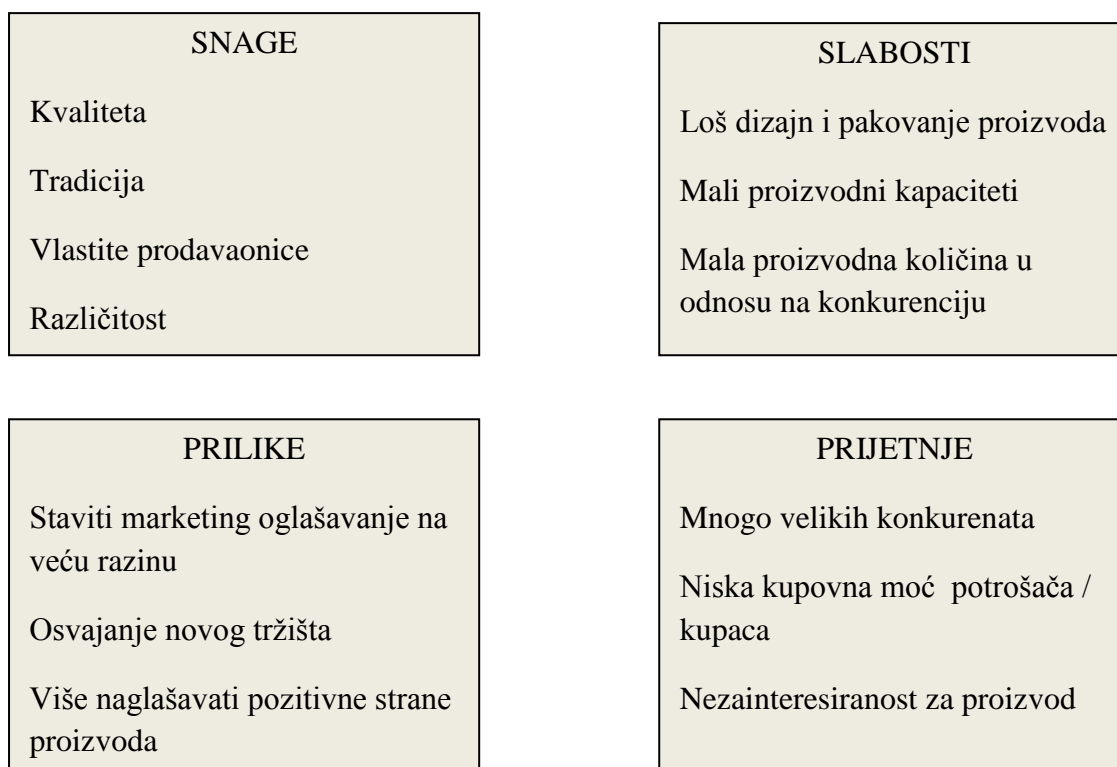 SNAGE
Kvaliteta
Tradicija
Vlastite prodavaonice
Različitost
SLABOSTI
Loš dizajn i pakovanje proizvoda
Mali proizvodni kapaciteti
Mala proizvodna količina u
odnosu na konkurenciju
PRILIKE
Staviti marketing oglašavanje na
veću razinu
Osvajanje novog tržišta
Više naglašavati pozitivne strane
proizvoda
PRIJETNJE
Mnogo velikih konkurenata
Niska kupovna moć  potrošača /
kupaca
Nezainteresiranost za proizvod